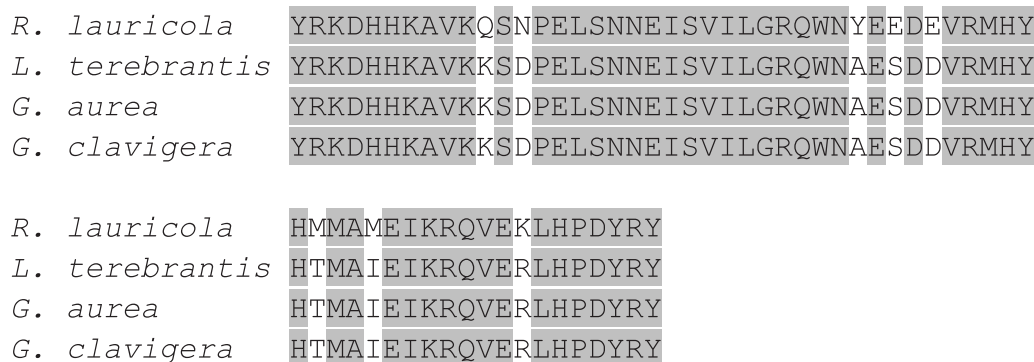 R. lauricola YRKDHHKAVKQSNPELSNNEISVILGRQWNYEEDEVRMHY
L. terebrantis YRKDHHKAVKKSDPELSNNEISVILGRQWNAESDDVRMHY
G. aurea YRKDHHKAVKKSDPELSNNEISVILGRQWNAESDDVRMHY
G. clavigera YRKDHHKAVKKSDPELSNNEISVILGRQWNAESDDVRMHY
R. lauricola HMMAMEIKRQVEKLHPDYRY
L. terebrantis HTMAIEIKRQVERLHPDYRY
G. aurea HTMAIEIKRQVERLHPDYRY
G. clavigera HTMAIEIKRQVERLHPDYRY